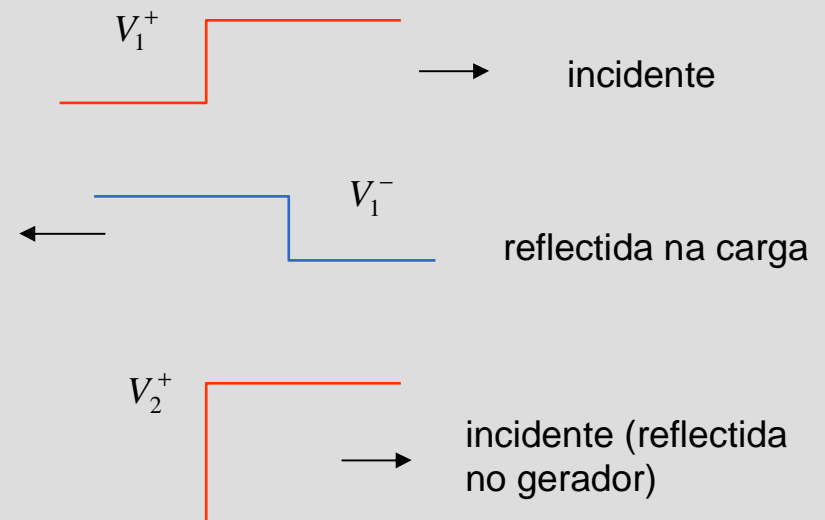 V₁⁺
incidente
V₁⁻
reflectida na carga
V₂⁺
incidente (reflectida
no gerador)